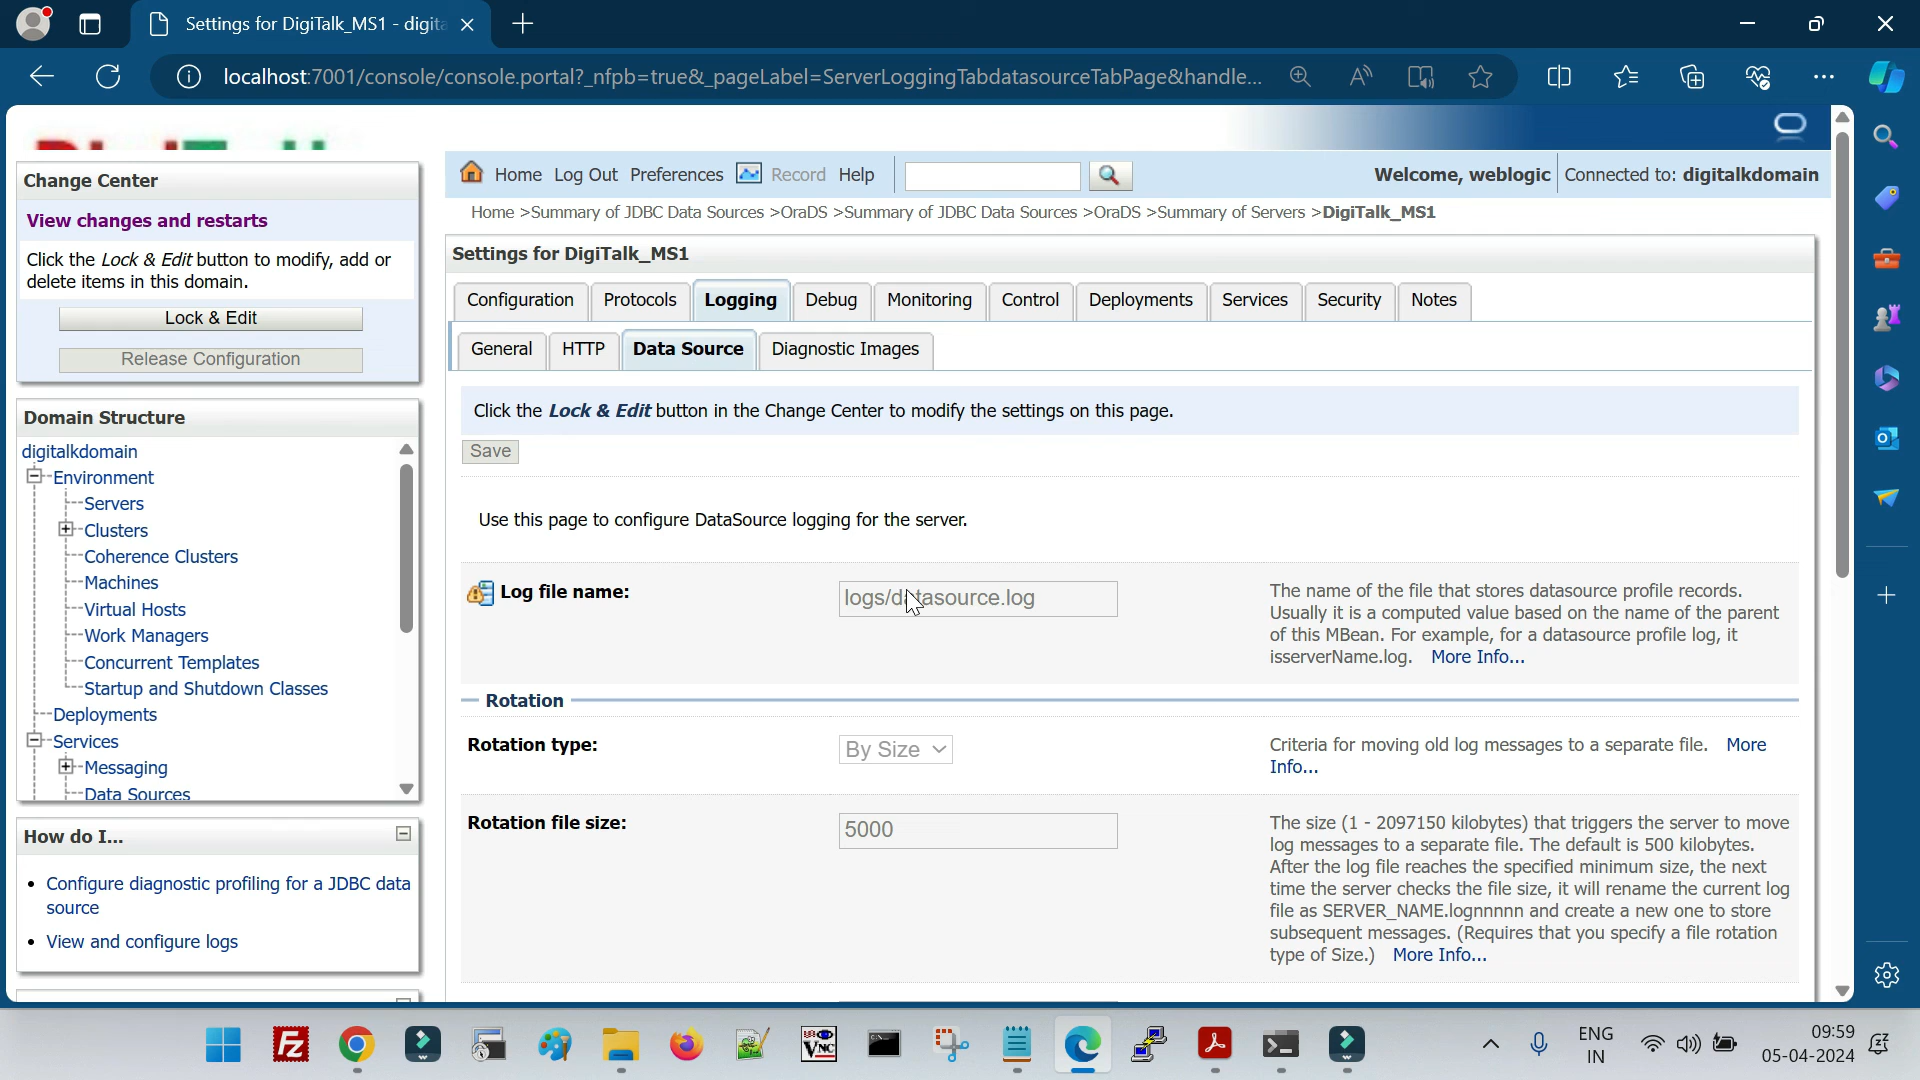 Settings for DigiTalk_MS1 - digita
localhost:7001/console/console.portal?_nfpb=true&_pageLabel=ServerLoggingTabdatasourceTabPage&handle...
Change Center
View changes and restarts
Click the Lock & Edit button to modify, add or
delete items in this domain.
Lock & Edit
Release Configuration
Domain Structure
digitalkdomain
Environment
Servers
Clusters
Coherence Clusters
Machines
Virtual Hosts
Work Managers
Concurrent Templates
Startup and Shutdown Classes
Deployments
Services
Messaging
Data Sources
How do I...
Configure diagnostic profiling for a JDBC data
source
View and configure logs
Home Log Out Preferences Record Help
Welcome, weblogic Connected to: digitalkdomain
Home >Summary of JDBC Data Sources >OraDS >Summary of JDBC Data Sources >OraDS >Summary of Servers >DigiTalk_MS1
Settings for DigiTalk_MS1
Configuration Protocols Logging Debug Monitoring Control Deployments Services Security Notes
General HTTP Data Source Diagnostic Images
Click the Lock & Edit button in the Change Center to modify the settings on this page.
Save
Use this page to configure DataSource logging for the server.
Log file name:
logs/datasource.log
The name of the file that stores datasource profile records.
Usually it is a computed value based on the name of the parent
of this MBean. For example, for a datasource profile log, it
isserverName.log. More Info...
Rotation
Rotation type:
By Size
Criteria for moving old log messages to a separate file. More
Info...
Rotation file size:
5000
The size (1 - 2097150 kilobytes) that triggers the server to move
log messages to a separate file. The default is 500 kilobytes.
After the log file reaches the specified minimum size, the next
time the server checks the file size, it will rename the current log
file as SERVER_NAME.lognnnnn and create a new one to store
subsequent messages. (Requires that you specify a file rotation
type of Size.) More Info...
ENG
IN
09:59
05-04-2024